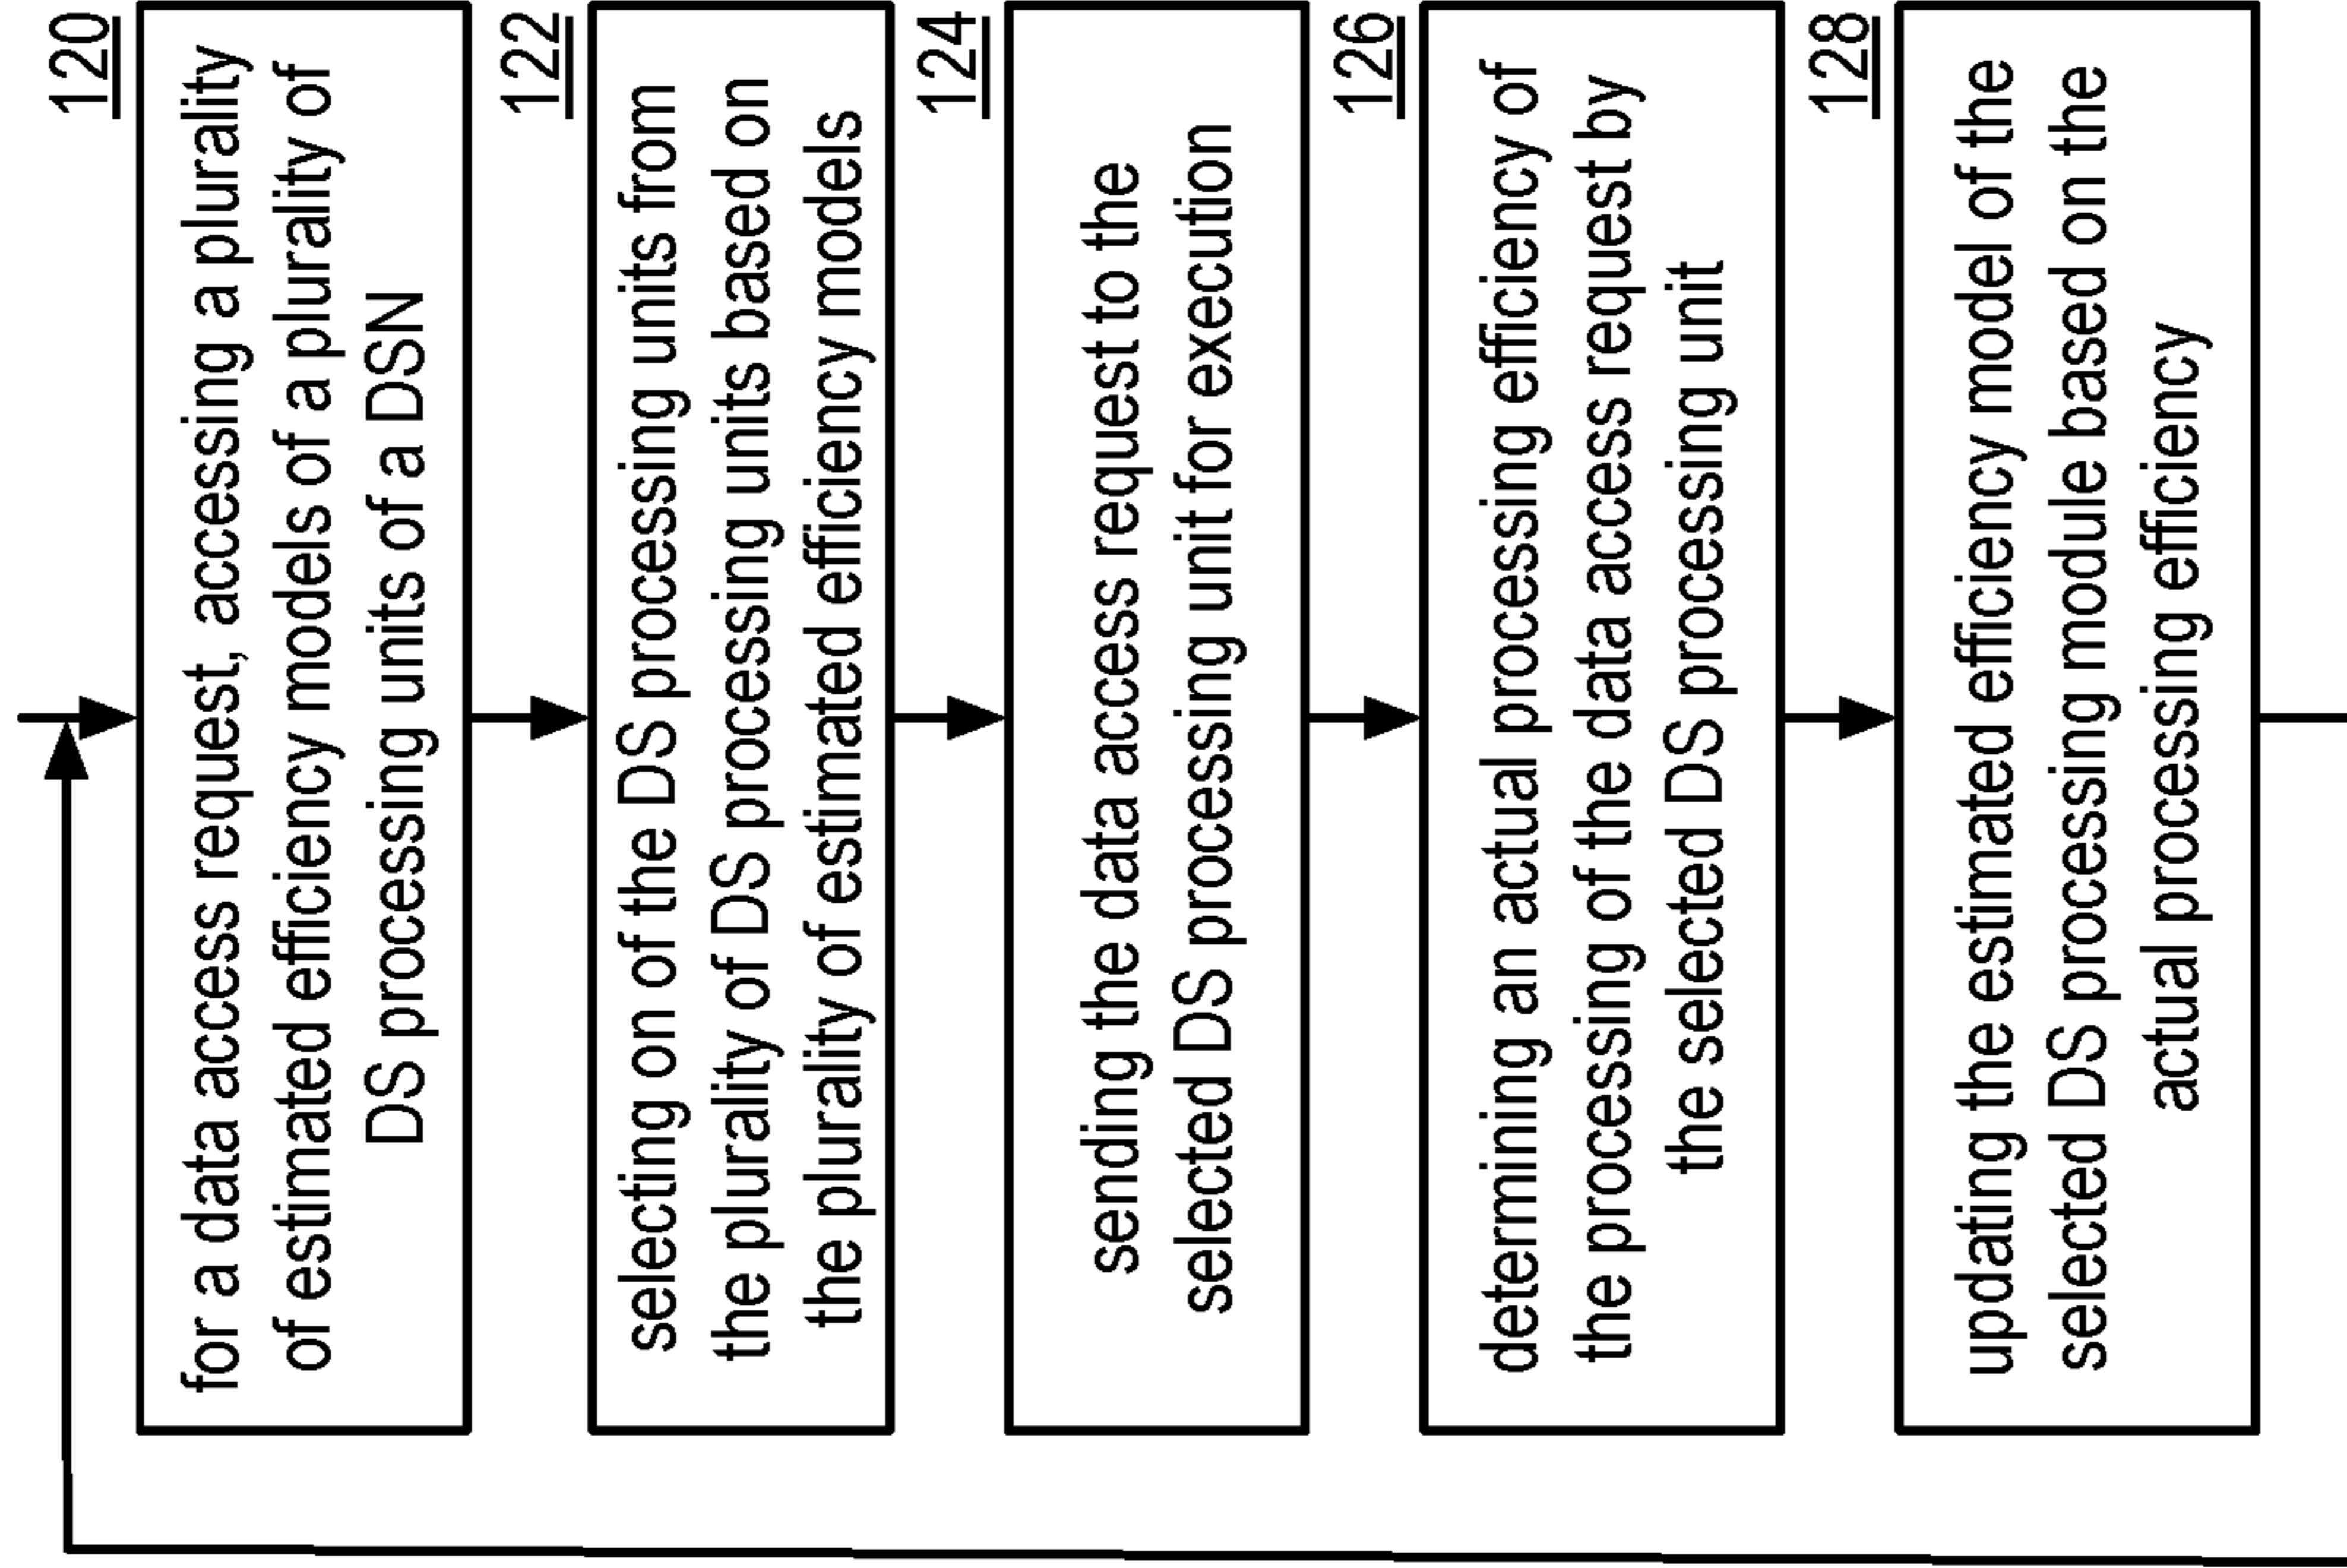 120
for a data access request, accessing a plurality
of estimated efficiency models of a plurality of
DS processing units of a DSN
122
selecting on of the DS processing units from
the plurality of DS processing units based on
the plurality of estimated efficiency models
124
sending the data access request to the
selected DS processing unit for execution
126
determining an actual processing efficiency of
the processing of the data access request by
the selected DS processing unit
128
updating the estimated efficiency model of the
selected DS processing module based on the
actual processing efficiency